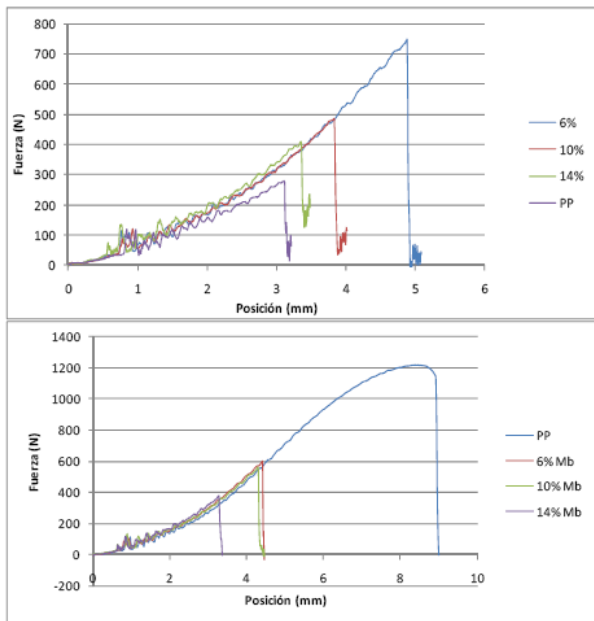 800
700
600
500
400
300
200
100
0
Fuerza (N)
0 1 2 3 4 5 6
Posición (mm)
6%
10%
14%
PP
1400
1200
1000
800
600
400
200
0
-200
Fuerza (N)
0 2 4 6 8 10
Posición (mm)
PP
6% Mb
10% Mb
14% Mb